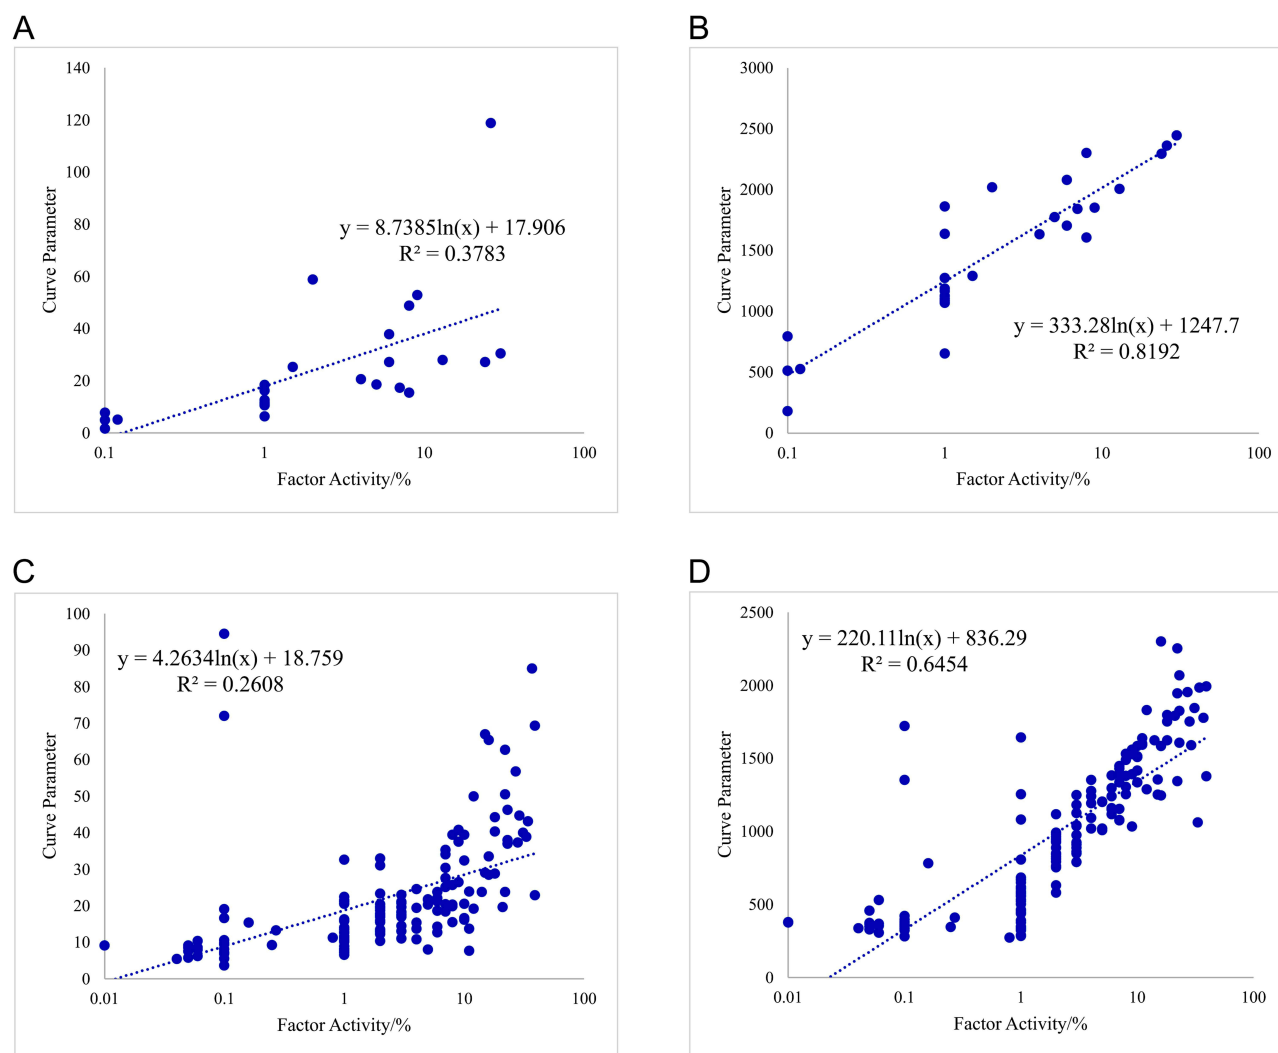 A
140
120
100
80
60
40
20
0
Curve Parameter
y = 8.7385ln(x) + 17.906
R² = 0.3783
0.1
1
10
100
Factor Activity/%
B
3000
2500
2000
1500
1000
500
0
Curve Parameter
y = 333.28ln(x) + 1247.7
R² = 0.8192
0.1
1
10
100
Factor Activity/%
C
100
90
80
70
60
50
40
30
20
10
0
Curve Parameter
y = 4.2634ln(x) + 18.759
R² = 0.2608
0.01
0.1
1
10
100
Factor Activity/%
D
2500
2000
1500
1000
500
0
Curve Parameter
y = 220.11ln(x) + 836.29
R² = 0.6454
0.01
0.1
1
10
100
Factor Activity/%